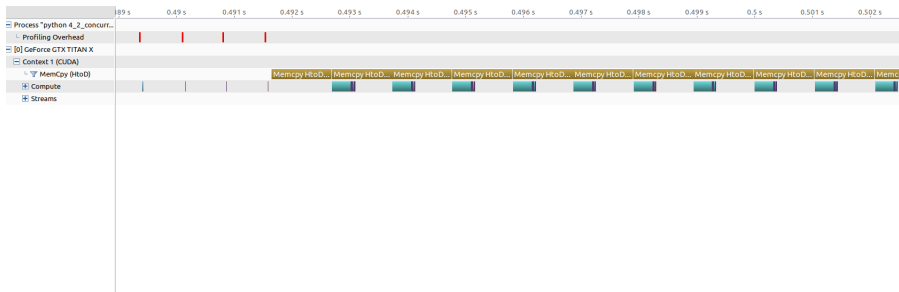 489 s 0.49 s 0.491 s 0.492 s 0.493 s 0.494 s 0.495 s 0.496 s 0.497 s 0.498 s 0.499 s 0.5 s 0.501 s 0.502 s
Process "python 4_2_concurr...
Profiling Overhead
[0] GeForce GTX TITAN X
Context 1 (CUDA)
MemCpy (HtoD) Memcpy HtoD... Memcpy HtoD... Memcpy HtoD... Memcpy HtoD... Memcpy HtoD... Memcpy HtoD... Memcpy HtoD... Memcpy HtoD... Memcpy HtoD... Memcpy HtoD... Memc
Compute
Streams